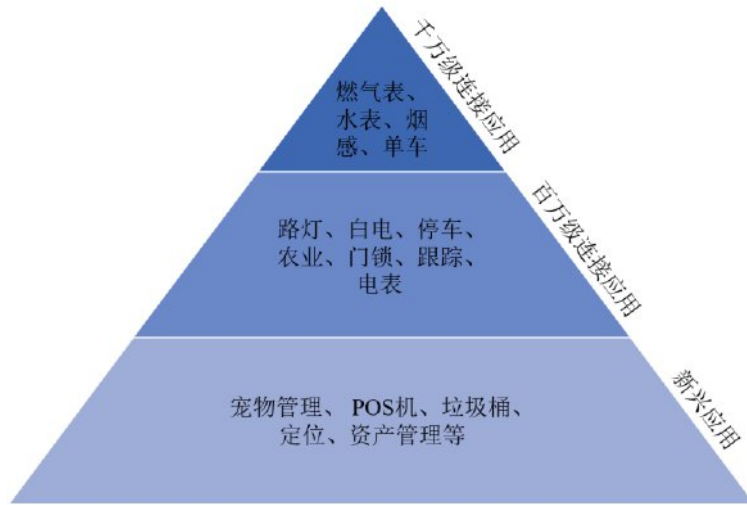 千万级连接应用
燃气表、
水表、烟
感、单车
百万级连接应用
路灯、白电、停车、
农业、门锁、跟踪、
电表
新兴应用
宠物管理、 POS机、垃圾桶、
定位、资产管理等